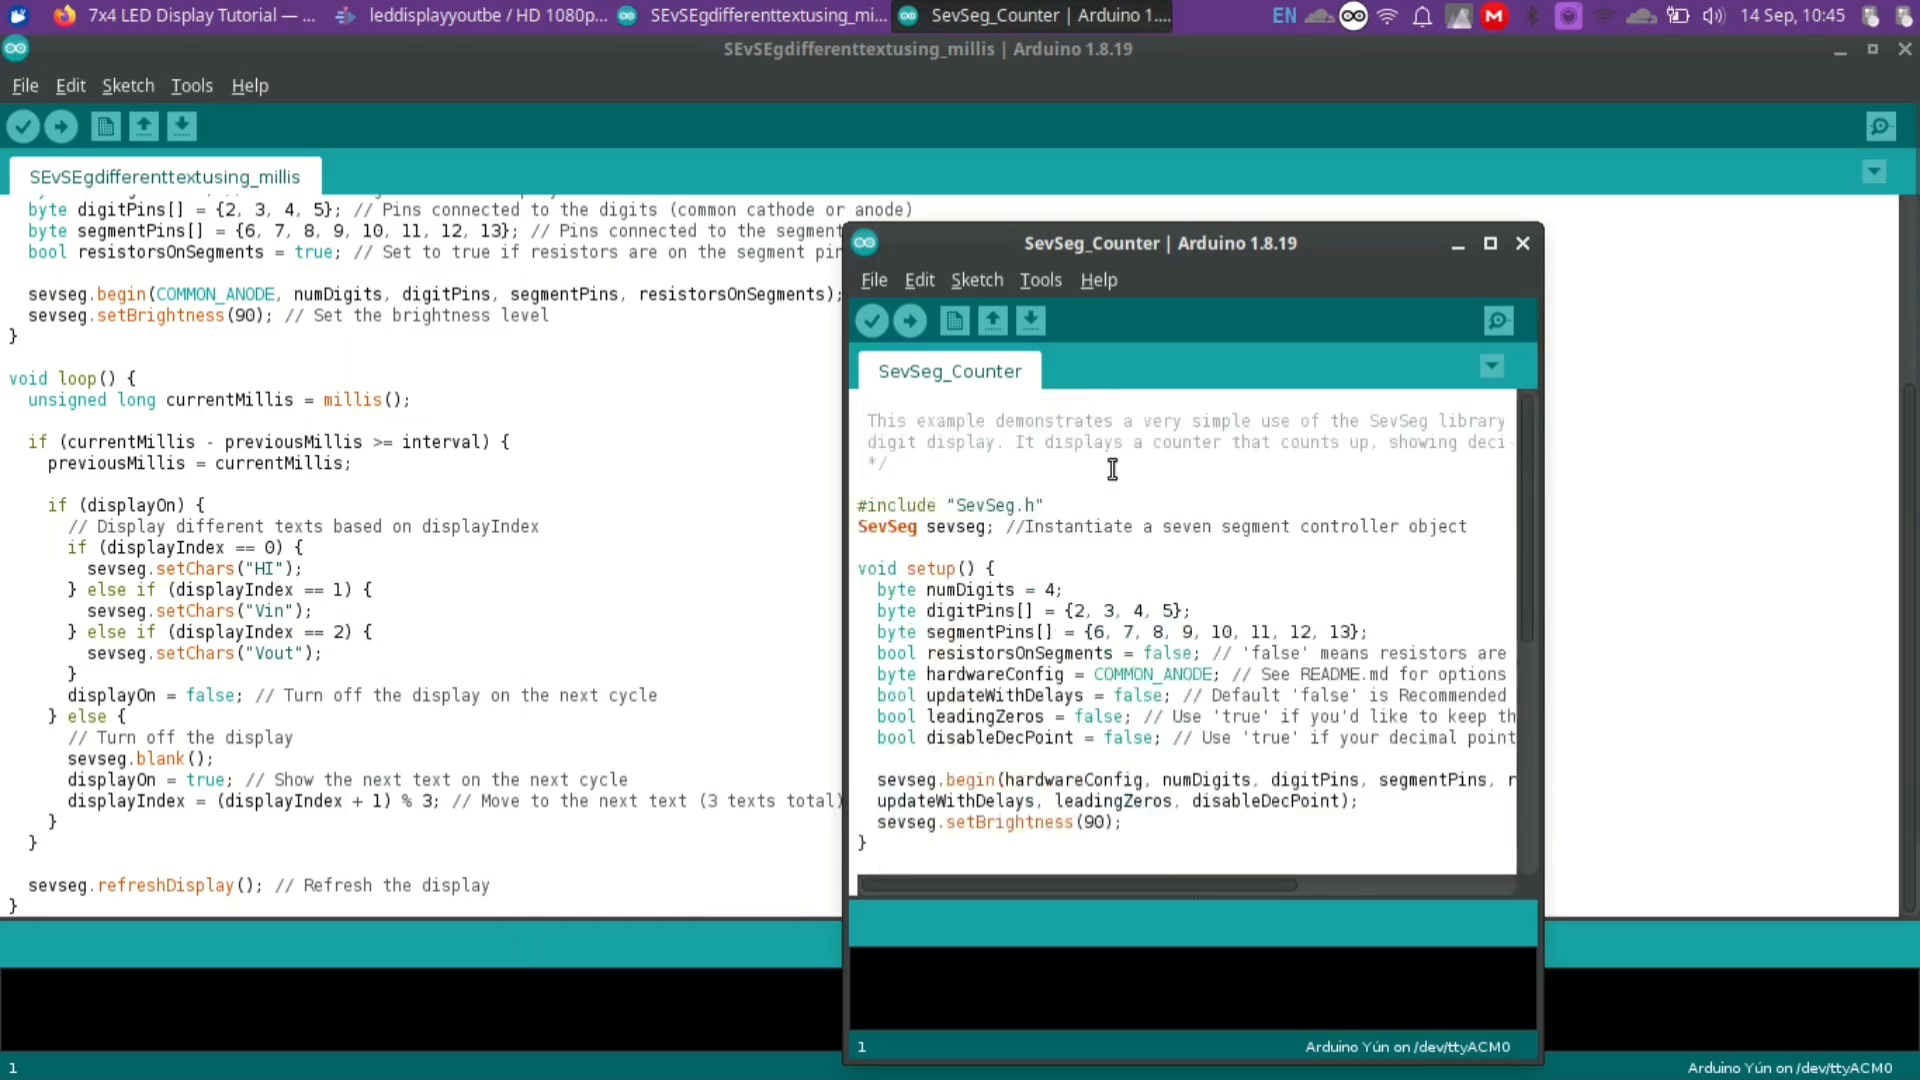 7x4 LED Display Tutorial — ...
leddisplayyoutbe / HD 1080p...
SEvSEgdifferenttextusing_mi...
SevSeg_Counter | Arduino 1....
EN
14 Sep, 10:45
SEvSEgdifferenttextusing_millis | Arduino 1.8.19
File Edit Sketch Tools Help
SEvSEgdifferenttextusing_millis
byte digitPins[] = {2, 3, 4, 5}; // Pins connected to the digits (common cathode or anode)
byte segmentPins[] = {6, 7, 8, 9, 10, 11, 12, 13}; // Pins connected to the segment
bool resistorsOnSegments = true; // Set to true if resistors are on the segment pin
sevseg.begin(COMMON_ANODE, numDigits, digitPins, segmentPins, resistorsOnSegments);
sevseg.setBrightness(90); // Set the brightness level
}
void loop() {
unsigned long currentMillis = millis();
if (currentMillis - previousMillis >= interval) {
previousMillis = currentMillis;
if (displayOn) {
// Display different texts based on displayIndex
if (displayIndex == 0) {
sevseg.setChars("HI");
} else if (displayIndex == 1) {
sevseg.setChars("Vin");
} else if (displayIndex == 2) {
sevseg.setChars("Vout");
}
displayOn = false; // Turn off the display on the next cycle
} else {
// Turn off the display
sevseg.blank();
displayOn = true; // Show the next text on the next cycle
displayIndex = (displayIndex + 1) % 3; // Move to the next text (3 texts total)
}
}
sevseg.refreshDisplay(); // Refresh the display
}
1
Arduino Yún on /dev/ttyACM0
SevSeg_Counter | Arduino 1.8.19
File Edit Sketch Tools Help
SevSeg_Counter
This example demonstrates a very simple use of the SevSeg library
digit display. It displays a counter that counts up, showing deci-
*/
#include "SevSeg.h"
SevSeg sevseg; //Instantiate a seven segment controller object
void setup() {
byte numDigits = 4;
byte digitPins[] = {2, 3, 4, 5};
byte segmentPins[] = {6, 7, 8, 9, 10, 11, 12, 13};
bool resistorsOnSegments = false; // 'false' means resistors are
byte hardwareConfig = COMMON_ANODE; // See README.md for options
bool updateWithDelays = false; // Default 'false' is Recommended
bool leadingZeros = false; // Use 'true' if you'd like to keep th
bool disableDecPoint = false; // Use 'true' if your decimal point
sevseg.begin(hardwareConfig, numDigits, digitPins, segmentPins, r
updateWithDelays, leadingZeros, disableDecPoint);
sevseg.setBrightness(90);
}
1
Arduino Yún on /dev/ttyACM0